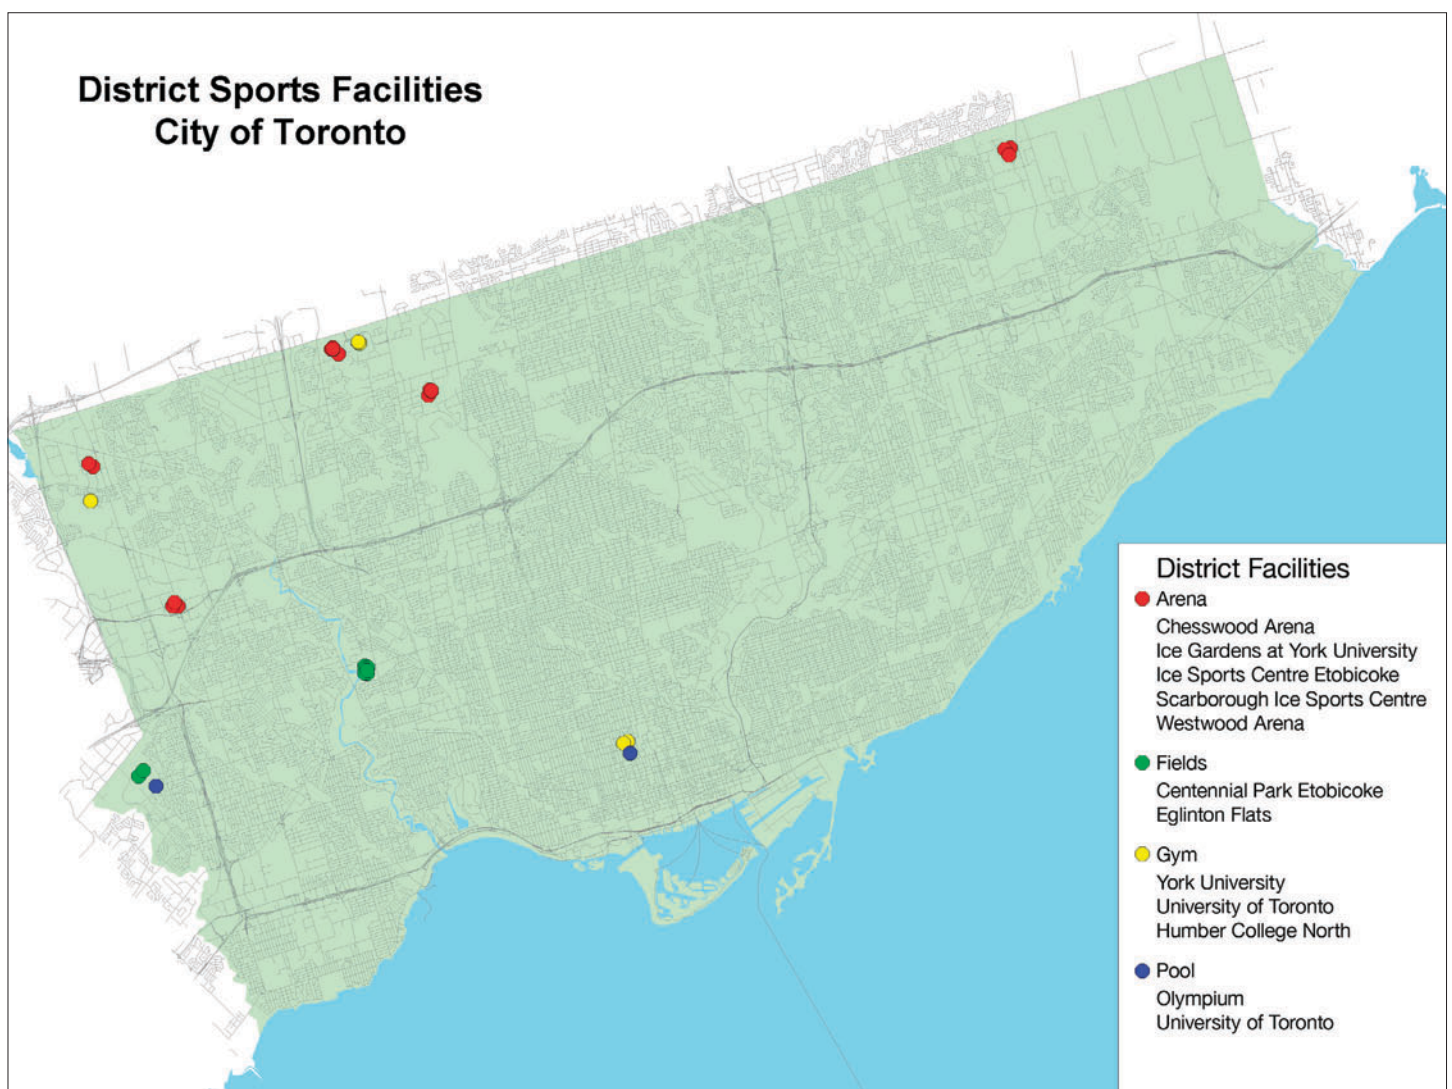 District Sports Facilities
City of Toronto
District Facilities
Arena
Chesswood Arena
Ice Gardens at York University
Ice Sports Centre Etobicoke
Scarborough Ice Sports Centre
Westwood Arena
Fields
Centennial Park Etobicoke
Eglinton Flats
Gym
York University
University of Toronto
Humber College North
Pool
Olympium
University of Toronto